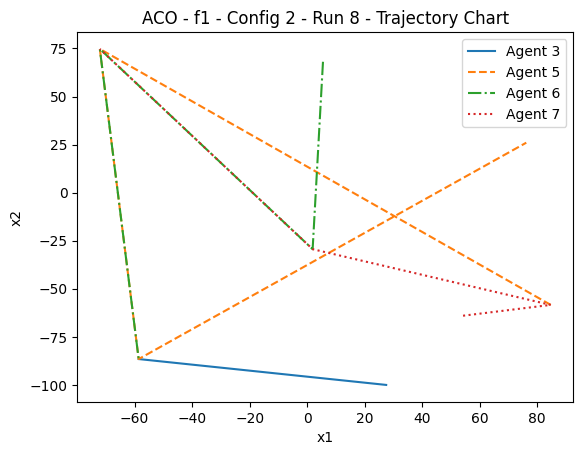 ACO - f1 - Config 2 - Run 8 - Trajectory Chart
Agent 3
Agent 5
Agent 6
Agent 7
75
50
25
0
−25
−50
−75
−100
x2
−60
−40
−20
0
20
40
60
80
x1